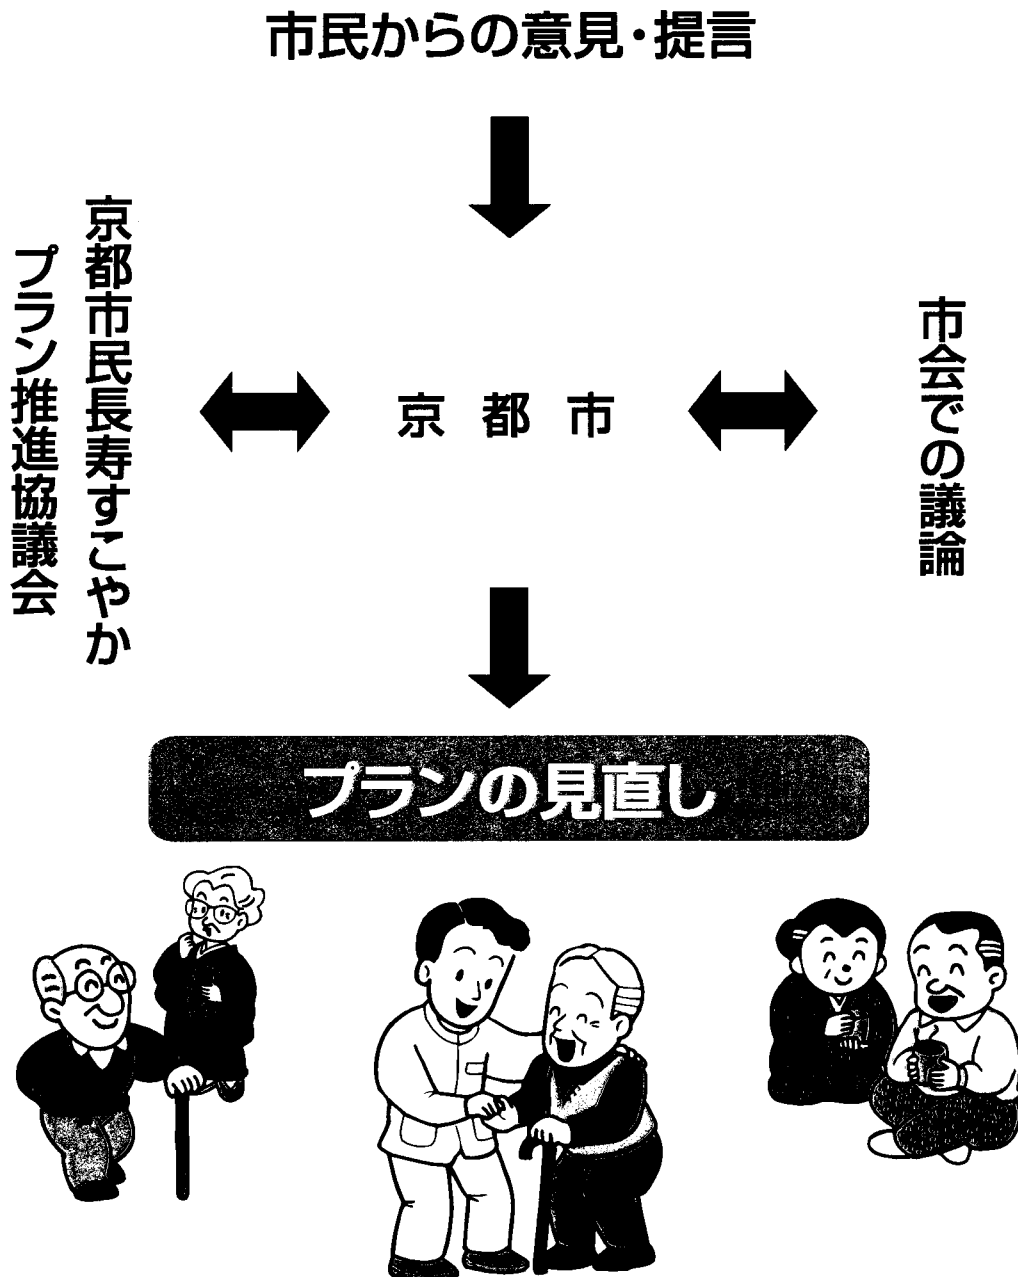 市民からの意見・提言
京都市民長寿すこやか
プラン推進協議会
京都市
市会での議論
プランの見直し